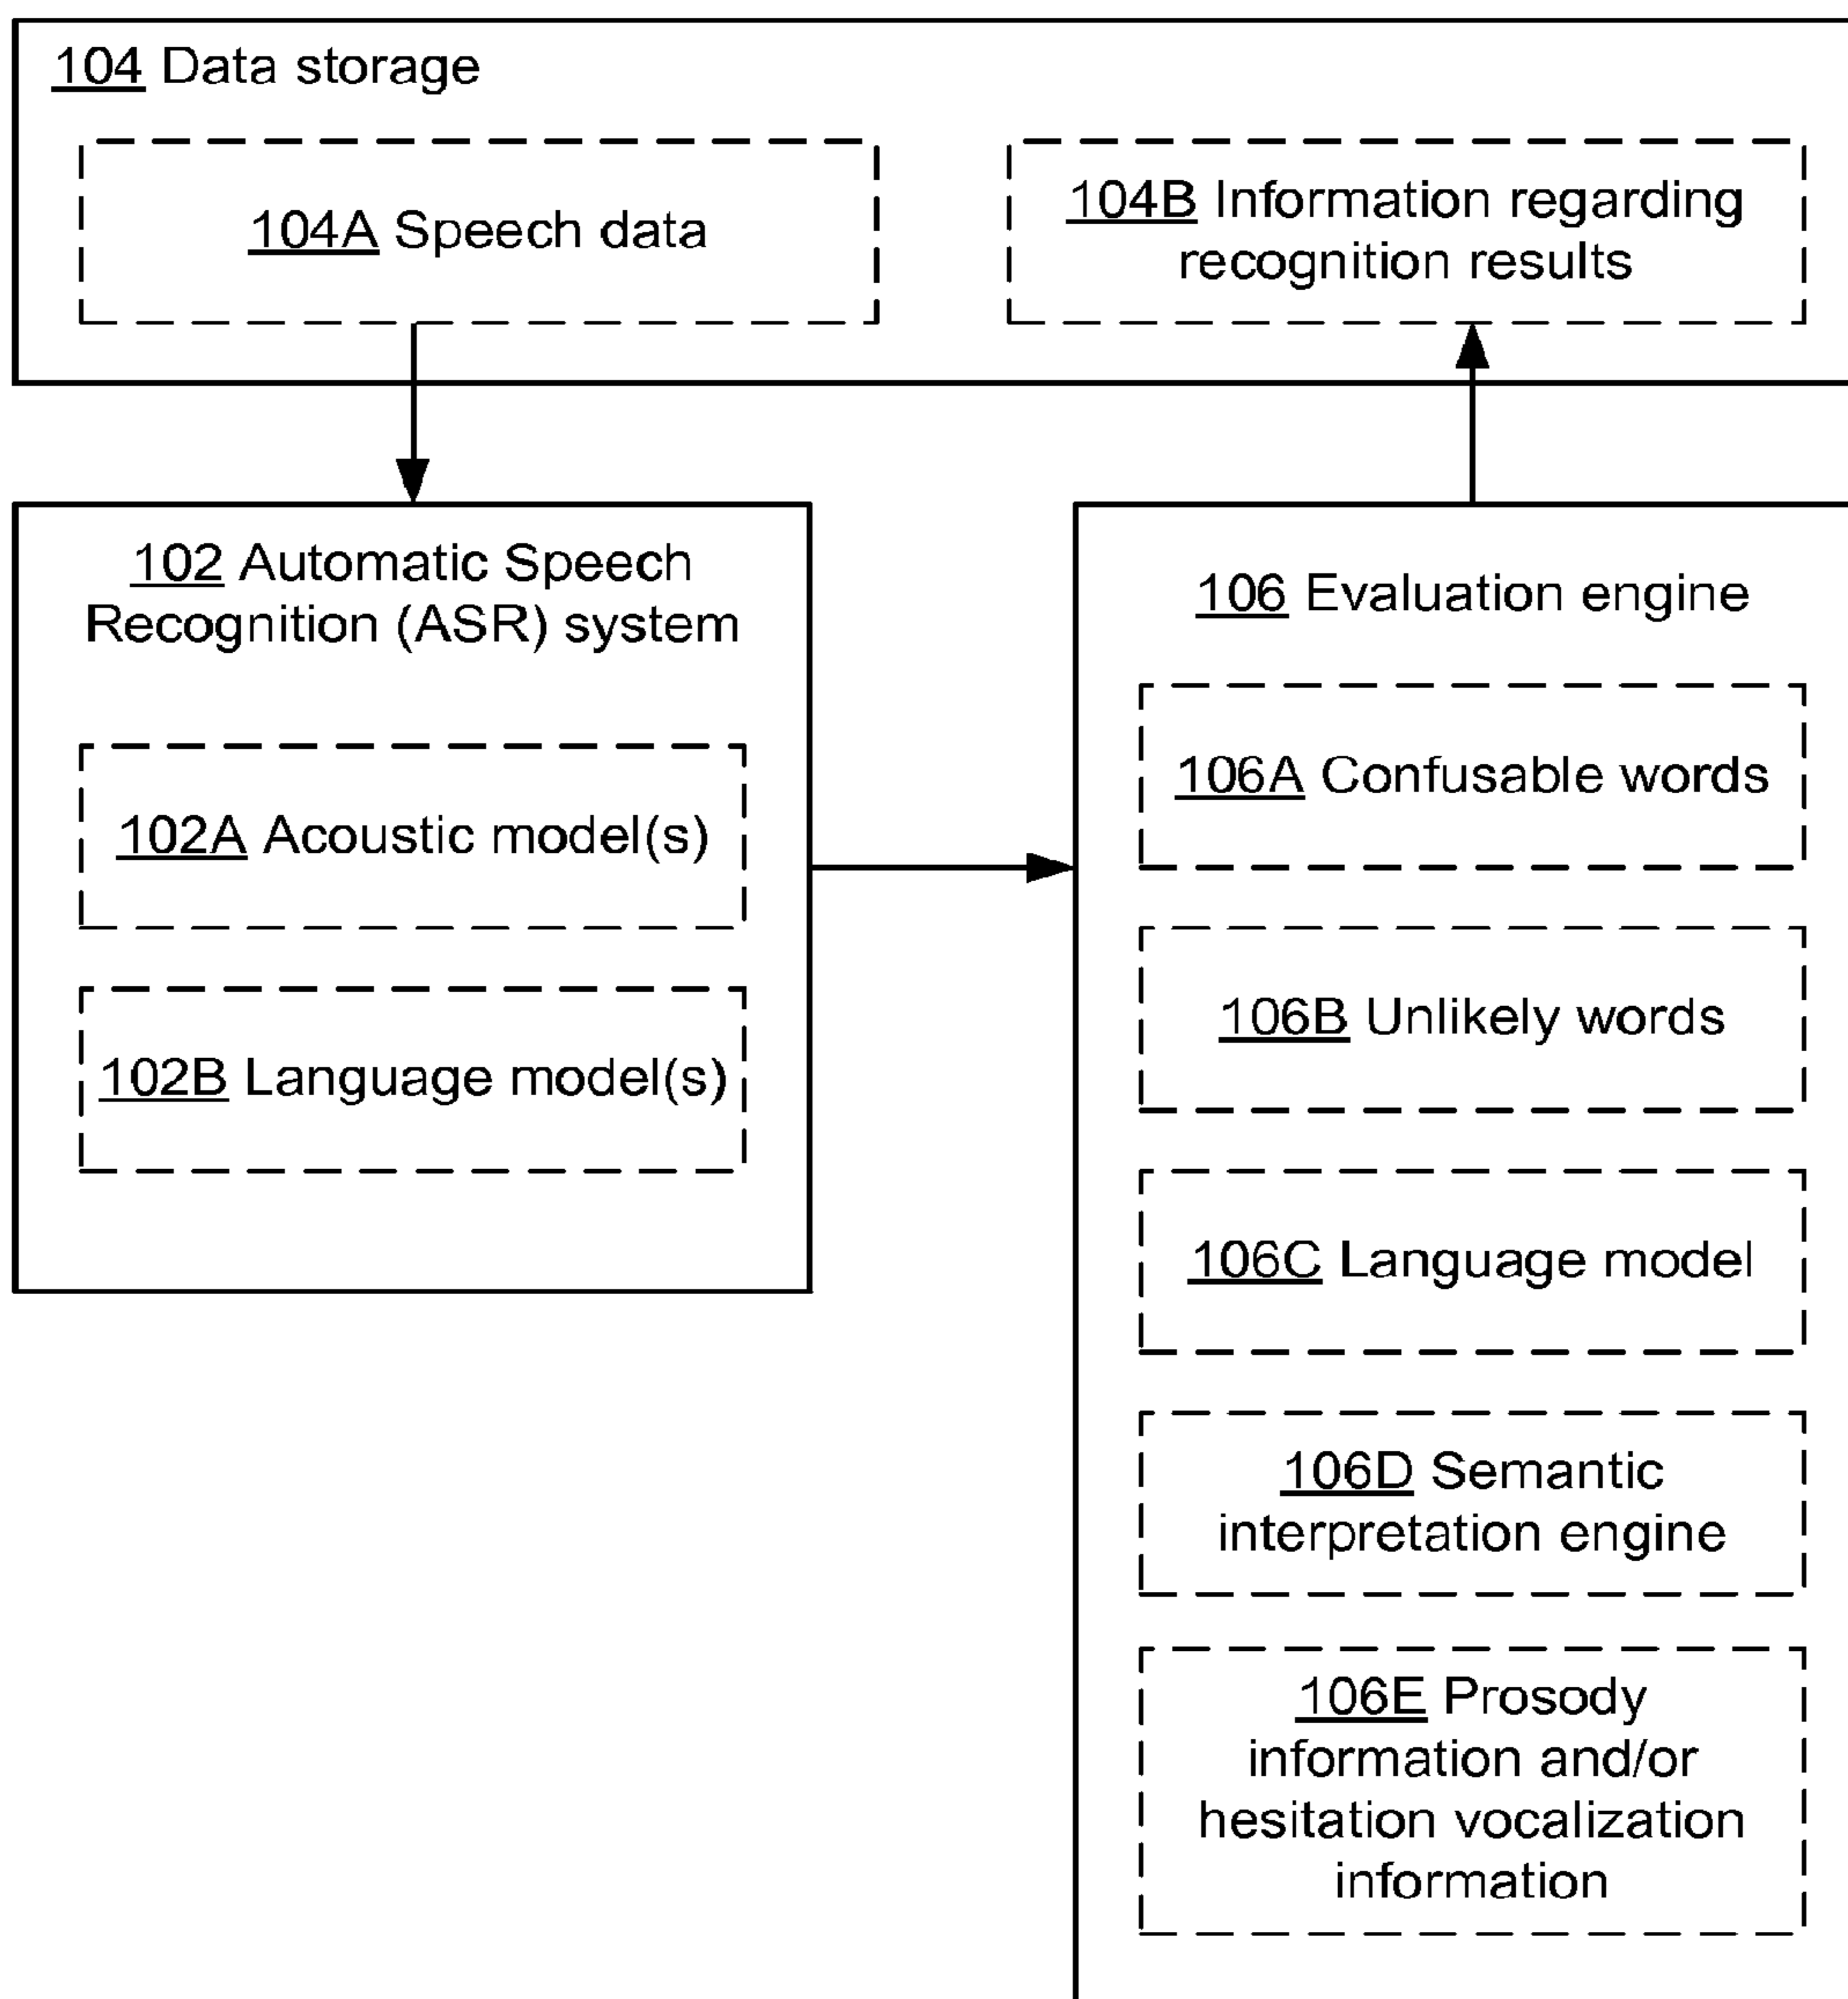 104 Data storage
104A Speech data
104B Information regarding
recognition results
102 Automatic Speech
Recognition (ASR) system
102A Acoustic model(s)
102B Language model(s)
106 Evaluation engine
106A Confusable words
106B Unlikely words
106C Language model
106D Semantic
interpretation engine
106E Prosody
information and/or
hesitation vocalization
information